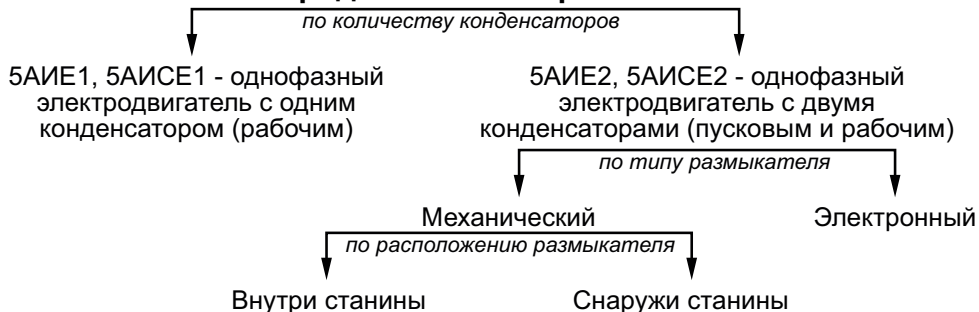 по количеству конденсаторов
5АИЕ1, 5АИСЕ1 - однофазный
электродвигатель с одним
конденсатором (рабочим)
5АИЕ2, 5АИСЕ2 - однофазный
электродвигатель с двумя
конденсаторами (пусковым и рабочим)
по типу размыкателя
Механический
Электронный
по расположению размыкателя
Внутри станины
Снаружи станины